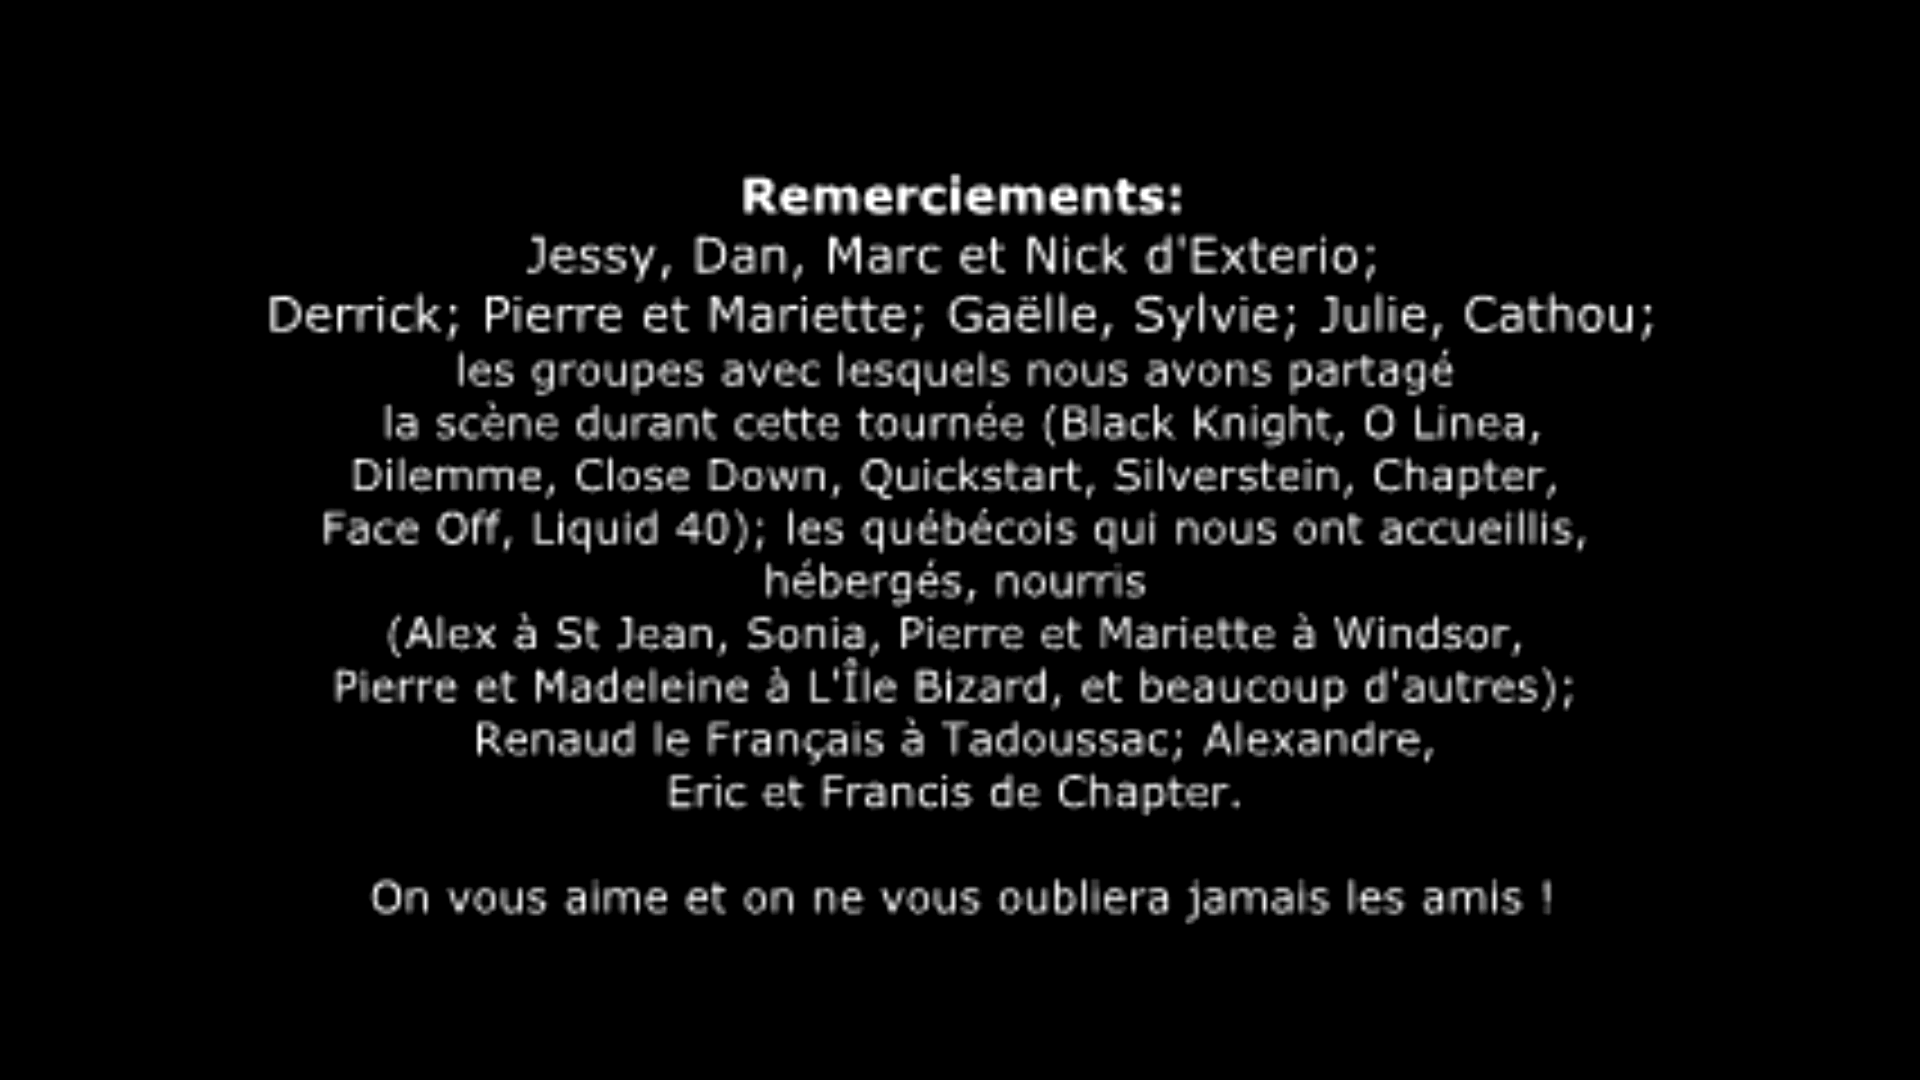 Remerciements:
Jessy, Dan, Marc et Nick d'Exterio;
Derrick; Pierre et Mariette; Gaëlle, Sylvie; Julie, Cathou;
les groupes avec lesquels nous avons partagé
la scène durant cette tournée (Black Knight, O Linea,
Dilemme, Close Down, Quickstart, Silverstein, Chapter,
Face Off, Liquid 40); les québécois qui nous ont accueillis,
hébergés, nourris
(Alex à St Jean, Sonia, Pierre et Mariette à Windsor,
Pierre et Madeleine à L'Île Bizard, et beaucoup d'autres);
Renaud le Français à Tadoussac; Alexandre,
Eric et Francis de Chapter.
On vous aime et on ne vous oubliera jamais les amis !